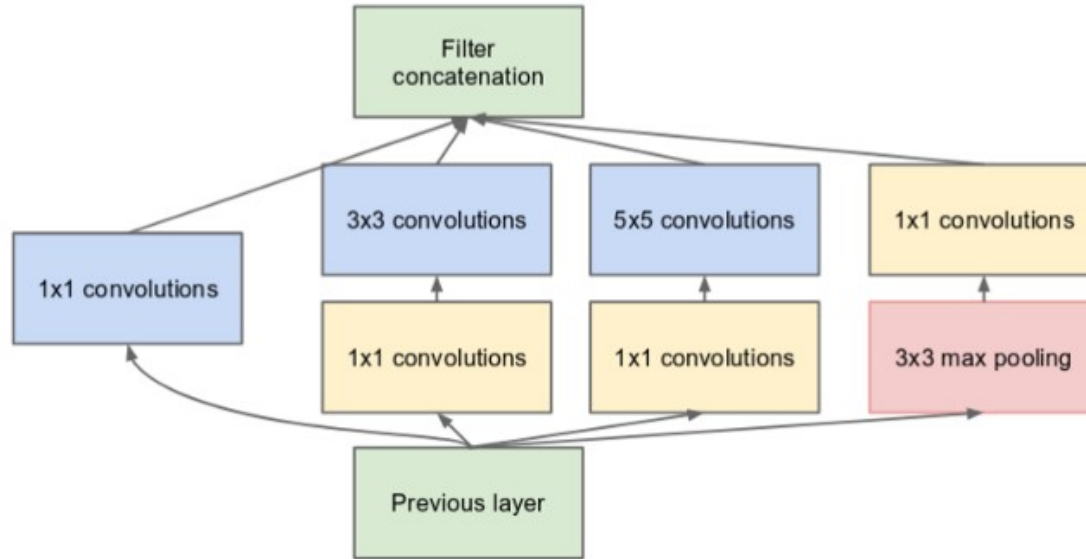 Filter
concatenation
3x3 convolutions
5x5 convolutions
1x1 convolutions
1x1 convolutions
1x1 convolutions
1x1 convolutions
3x3 max pooling
Previous layer